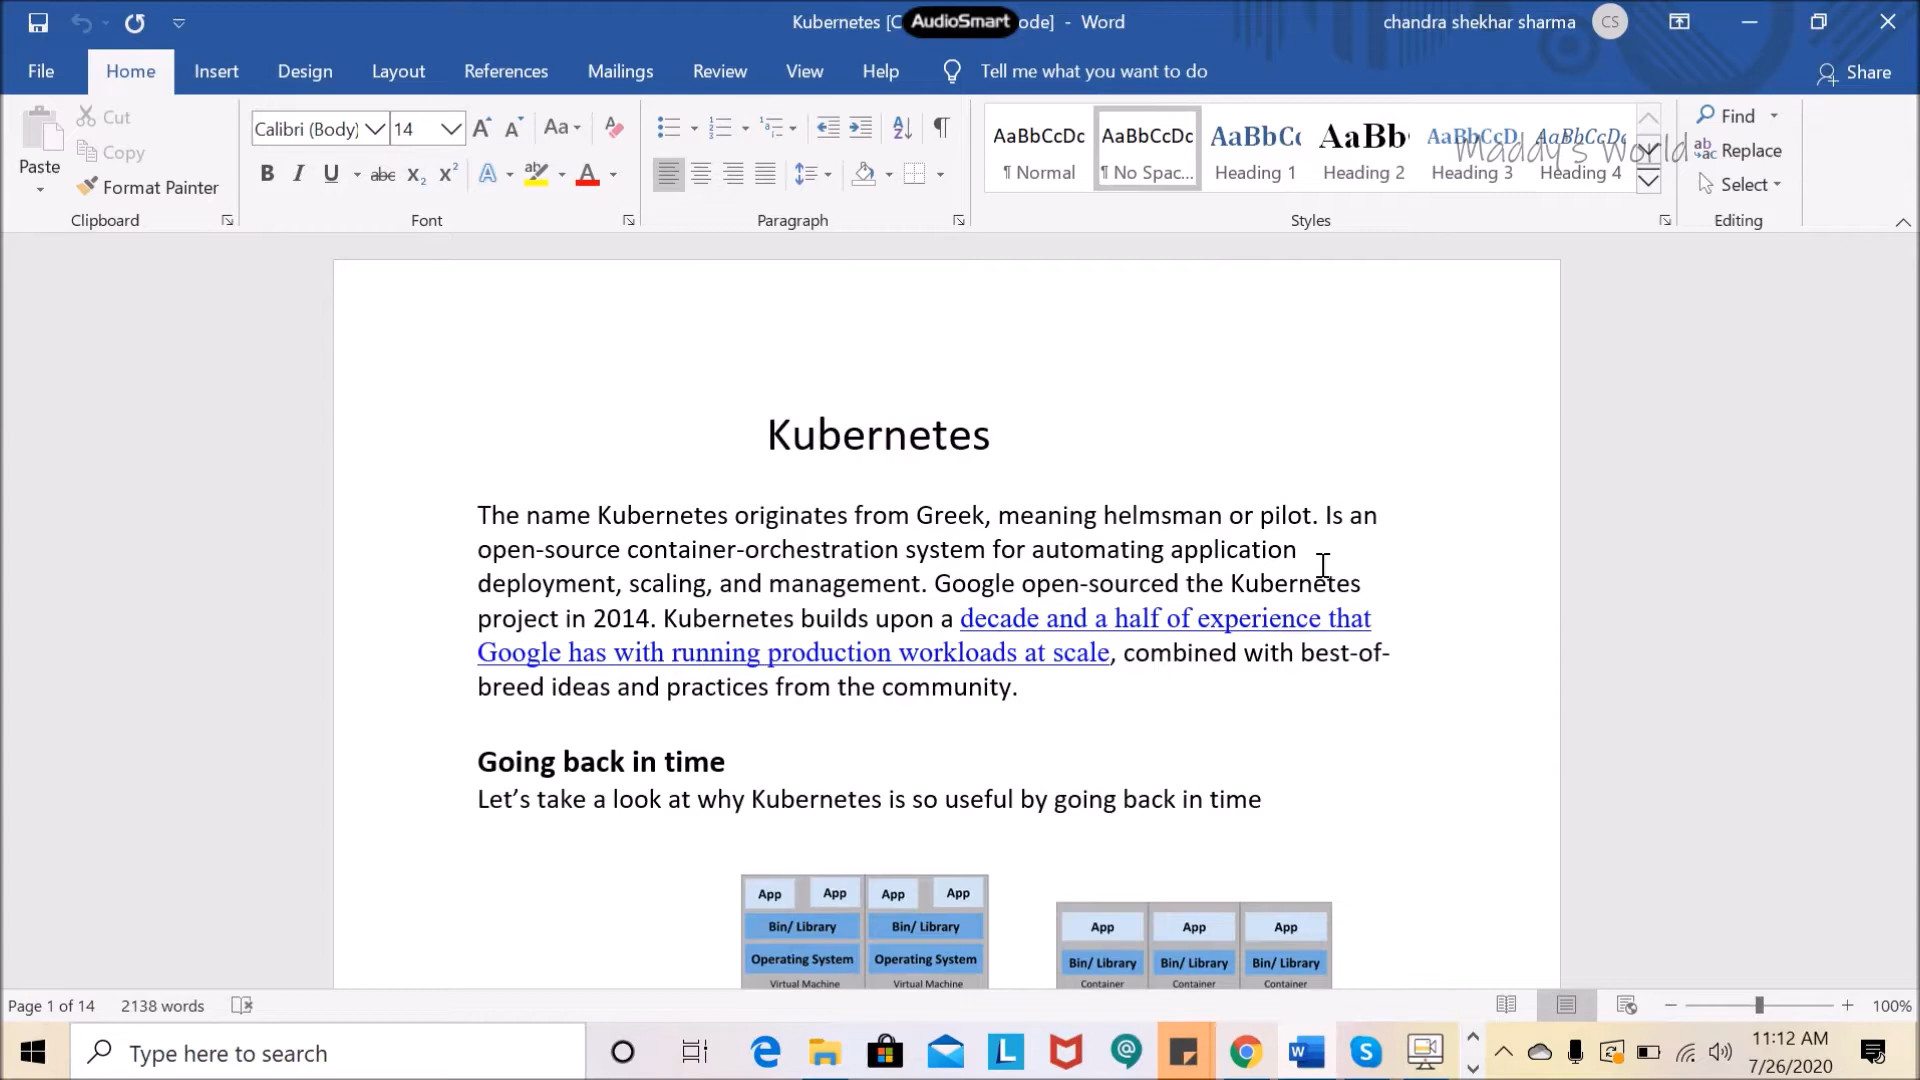 Kubernetes [C AudioSmart ode] - Word
chandra shekhar sharma CS
File Home Insert Design Layout References Mailings Review View Help Tell me what you want to do Share
Paste
Cut
Copy
Format Painter
Clipboard
Calibri (Body) 14 Aa
B I U abc X₂ X² A A
Font
Paragraph
AaBbCcDc AaBbCcDc AaBbCc AaBb AaBbCcD AaBbCcDc
¶ Normal ¶ No Spac... Heading 1 Heading 2 Heading 3 Heading 4
Styles
Maddy's World
Find
Replace
Select
Editing
Kubernetes
The name Kubernetes originates from Greek, meaning helmsman or pilot. Is an
open-source container-orchestration system for automating application
deployment, scaling, and management. Google open-sourced the Kubernetes
project in 2014. Kubernetes builds upon a decade and a half of experience that
Google has with running production workloads at scale, combined with best-of-
breed ideas and practices from the community.
Going back in time
Let’s take a look at why Kubernetes is so useful by going back in time
App App App App
Bin/ Library Bin/ Library
Operating System Operating System
Virtual Machine Virtual Machine
App App App
Bin/ Library Bin/ Library Bin/ Library
Container Container Container
Page 1 of 14 2138 words 100%
Type here to search
11:12 AM
7/26/2020